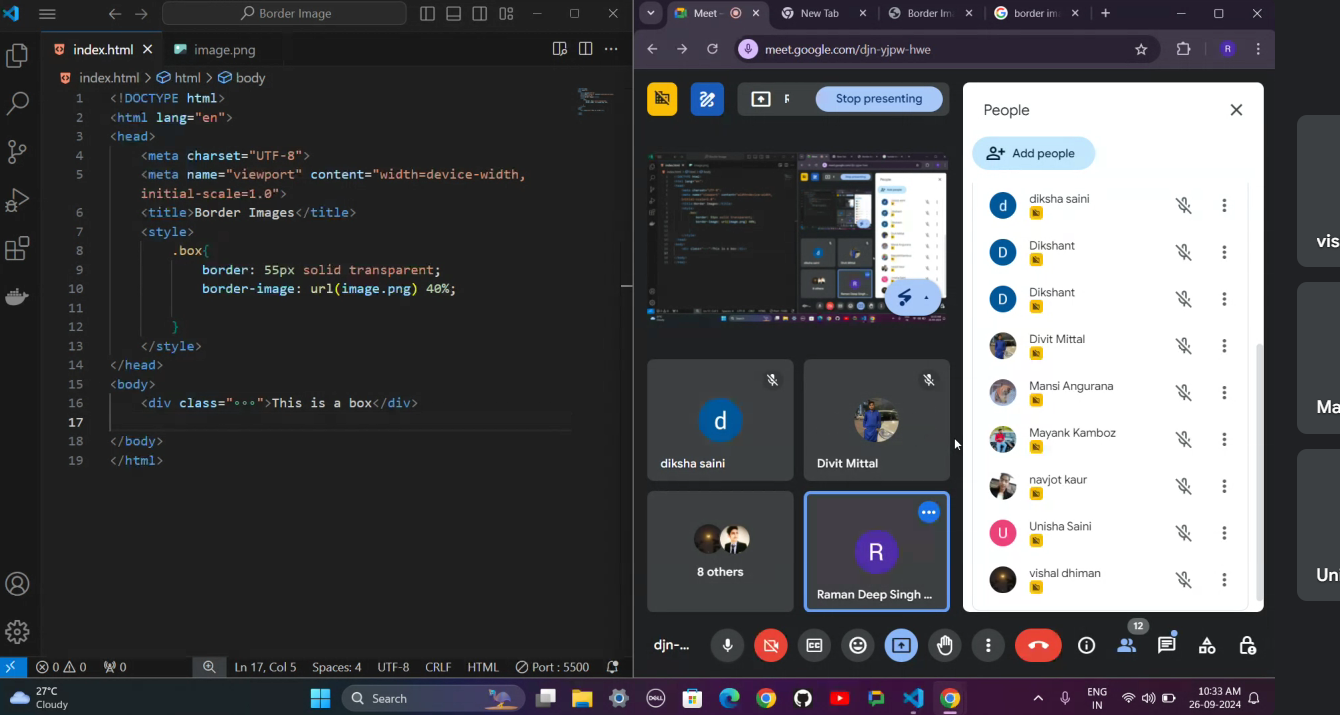 Border Image
index.html
image.png
index.html > html > body
1 <!DOCTYPE html>
2 <html lang="en">
3 <head>
4 <meta charset="UTF-8">
5 <meta name="viewport" content="width=device-width,
initial-scale=1.0">
6 <title>Border Images</title>
7 <style>
8 .box{
9 border: 55px solid transparent;
10 border-image: url(image.png) 40%;
11
12 }
13 </style>
14 </head>
15 <body>
16 <div class="•••">This is a box</div>
17
18 </body>
19 </html>
0 0 0
Ln 17, Col 5
Spaces: 4
UTF-8
CRLF
HTML
Port : 5500
Meet -
New Tab
Border Im
border im
meet.google.com/djn-yjpw-hwe
R
R
Stop presenting
diksha saini
d
Divit Mittal
8 others
R
Raman Deep Singh ...
People
Add people
d
diksha saini
D
Dikshant
D
Dikshant
Divit Mittal
Mansi Angurana
Mayank Kamboz
navjot kaur
U
Unisha Saini
vishal dhiman
djn-...
12
vis
Ma
Uni
27°C
Cloudy
Search
DELL
ENG
IN
10:33 AM
26-09-2024